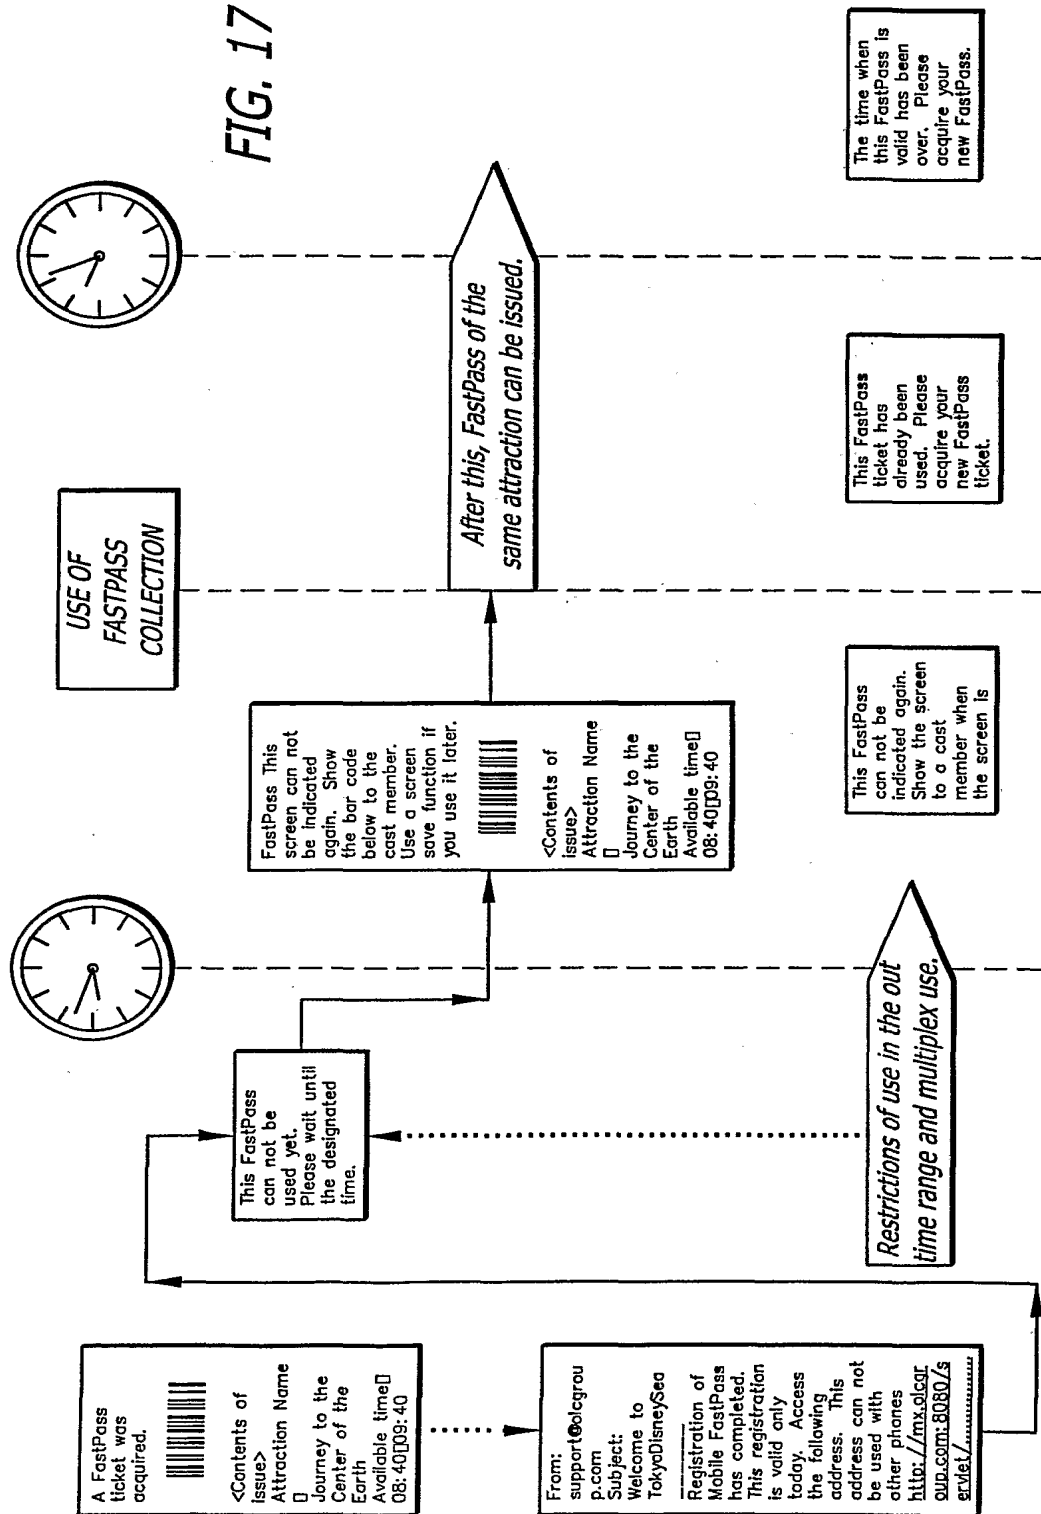 FIG. 17
A FastPass
ticket was
acquired.
<Contents of
issue>
Attraction Name
▯
Journey to the
Center of the
Earth
Available time▯
08:40▯09:40
From:
support@olcgrou
p.com
Subject:
Welcome to
TokyoDisneySea
Registration of
Mobile FastPass
has completed.
This registration
is valid only
today. Access
the following
address. This
address can not
be used with
other phones
http://mx.olcgr
oup.com:8080/s
ervlet/..................
This FastPass
can not be
used yet.
Please wait until
the designated
time.
Restrictions of use in the out
time range and multiplex use.
FastPass This
screen can not
be indicated
again. Show
the bar code
below to the
cast member.
Use a screen
save function if
you use it later.
<Contents of
issue>
Attraction Name
▯
Journey to the
Center of the
Earth
Available time▯
08:40▯09:40
This FastPass
can not be
indicated again.
Show the screen
to a cast
member when
the screen is
USE OF
FASTPASS
COLLECTION
After this, FastPass of the
same attraction can be issued.
This FastPass
ticket has
already been
used. Please
acquire your
new FastPass
ticket.
The time when
this FastPass is
valid has been
over. Please
acquire your
new FastPass.